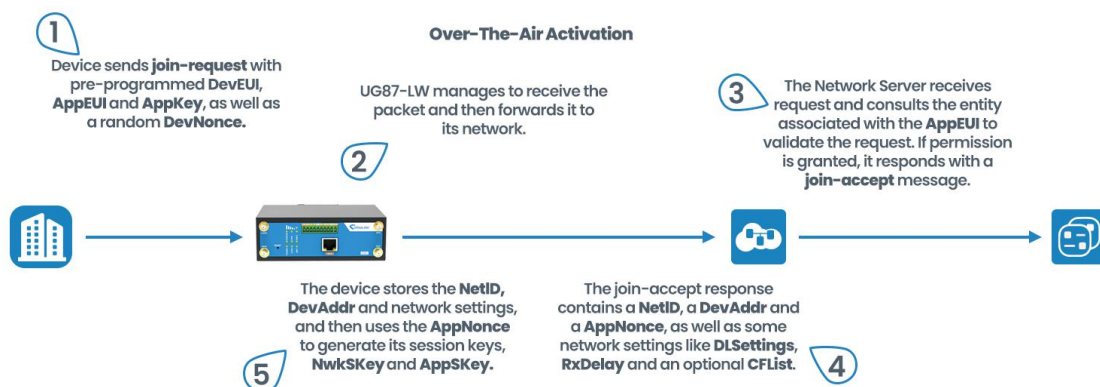 Over-The-Air Activation
1
Device sends join-request with
pre-programmed DevEUI,
AppEUI and AppKey, as well as
a random DevNonce.
UG87-LW manages to receive the
packet and then forwards it to
its network.
2
3
The Network Server receives
request and consults the entity
associated with the AppEUI to
validate the request. If permission
is granted, it responds with a
join-accept message.
The join-accept response
contains a NetID, a DevAddr and
a AppNonce, as well as some
network settings like DLSettings,
RxDelay and an optional CFList.
4
The device stores the NetID,
DevAddr and network settings,
and then uses the AppNonce
to generate its session keys,
NwkSKey and AppSKey.
5